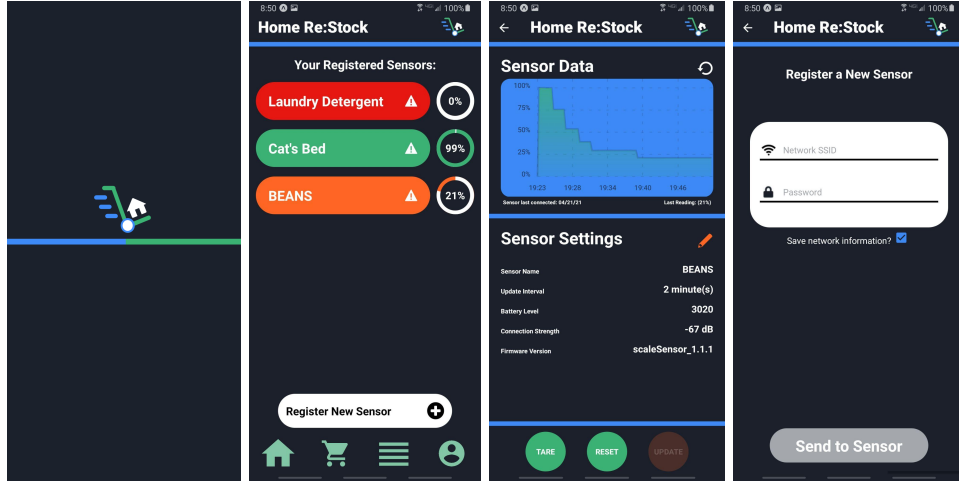 8:50 100%
Home Re:Stock
Your Registered Sensors:
Laundry Detergent 0%
Cat's Bed 99%
BEANS 21%
Register New Sensor
8:50 100%
Home Re:Stock
Sensor Data
100%
75%
50%
25%
0%
19:23 19:28 19:34 19:40 19:46
Sensor last connected: 04/21/21 Last Reading: (21%)
Sensor Settings
Sensor Name BEANS
Update Interval 2 minute(s)
Battery Level 3020
Connection Strength -67 dB
Firmware Version scaleSensor_1.1.1
TARE RESET UPDATE
8:50 100%
Home Re:Stock
Register a New Sensor
Network SSID
Password
Save network information?
Send to Sensor